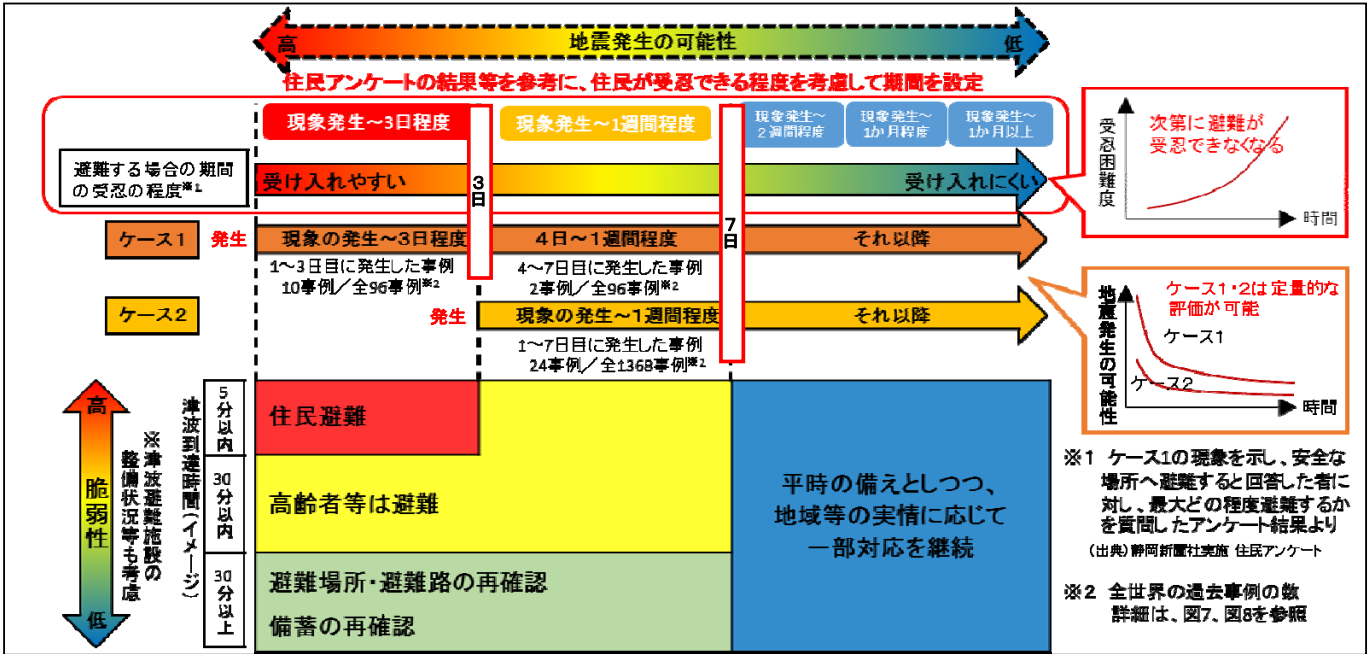 高
地震発生の可能性
低
住民アンケートの結果等を参考に、住民が受忍できる程度を考慮して期間を設定
現象発生~3日程度
現象発生~1週間程度
現象発生~
2週間程度
現象発生~
1か月程度
現象発生~
1か月以上
避難する場合の期間
の受忍の程度※1
受け入れやすい
受け入れにくい
3日
7日
受忍困難度
次第に避難が
受忍できなくなる
時間
ケース1
発生
現象の発生~3日程度
4日~1週間程度
それ以降
1~3日目に発生した事例
10事例/全96事例※2
4~7日目に発生した事例
2事例/全96事例※2
ケース2
発生
現象の発生~1週間程度
それ以降
1~7日目に発生した事例
24事例/全1368事例※2
地震発生の可能性
ケース1・2は定量的な
評価が可能
ケース1
ケース2
時間
高
脆弱性
低
※津波避難施設の
整備状況等も考慮
津波到達時間(イメージ)
5分以内
30分以内
30分以上
住民避難
高齢者等は避難
避難場所・避難路の再確認
備蓄の再確認
平時の備えとしつつ、
地域等の実情に応じて
一部対応を継続
※1 ケース1の現象を示し、安全な
場所へ避難すると回答した者に
対し、最大どの程度避難するか
を質問したアンケート結果より
(出典)静岡新聞社実施 住民アンケート
※2 全世界の過去事例の数
詳細は、図7、図8を参照